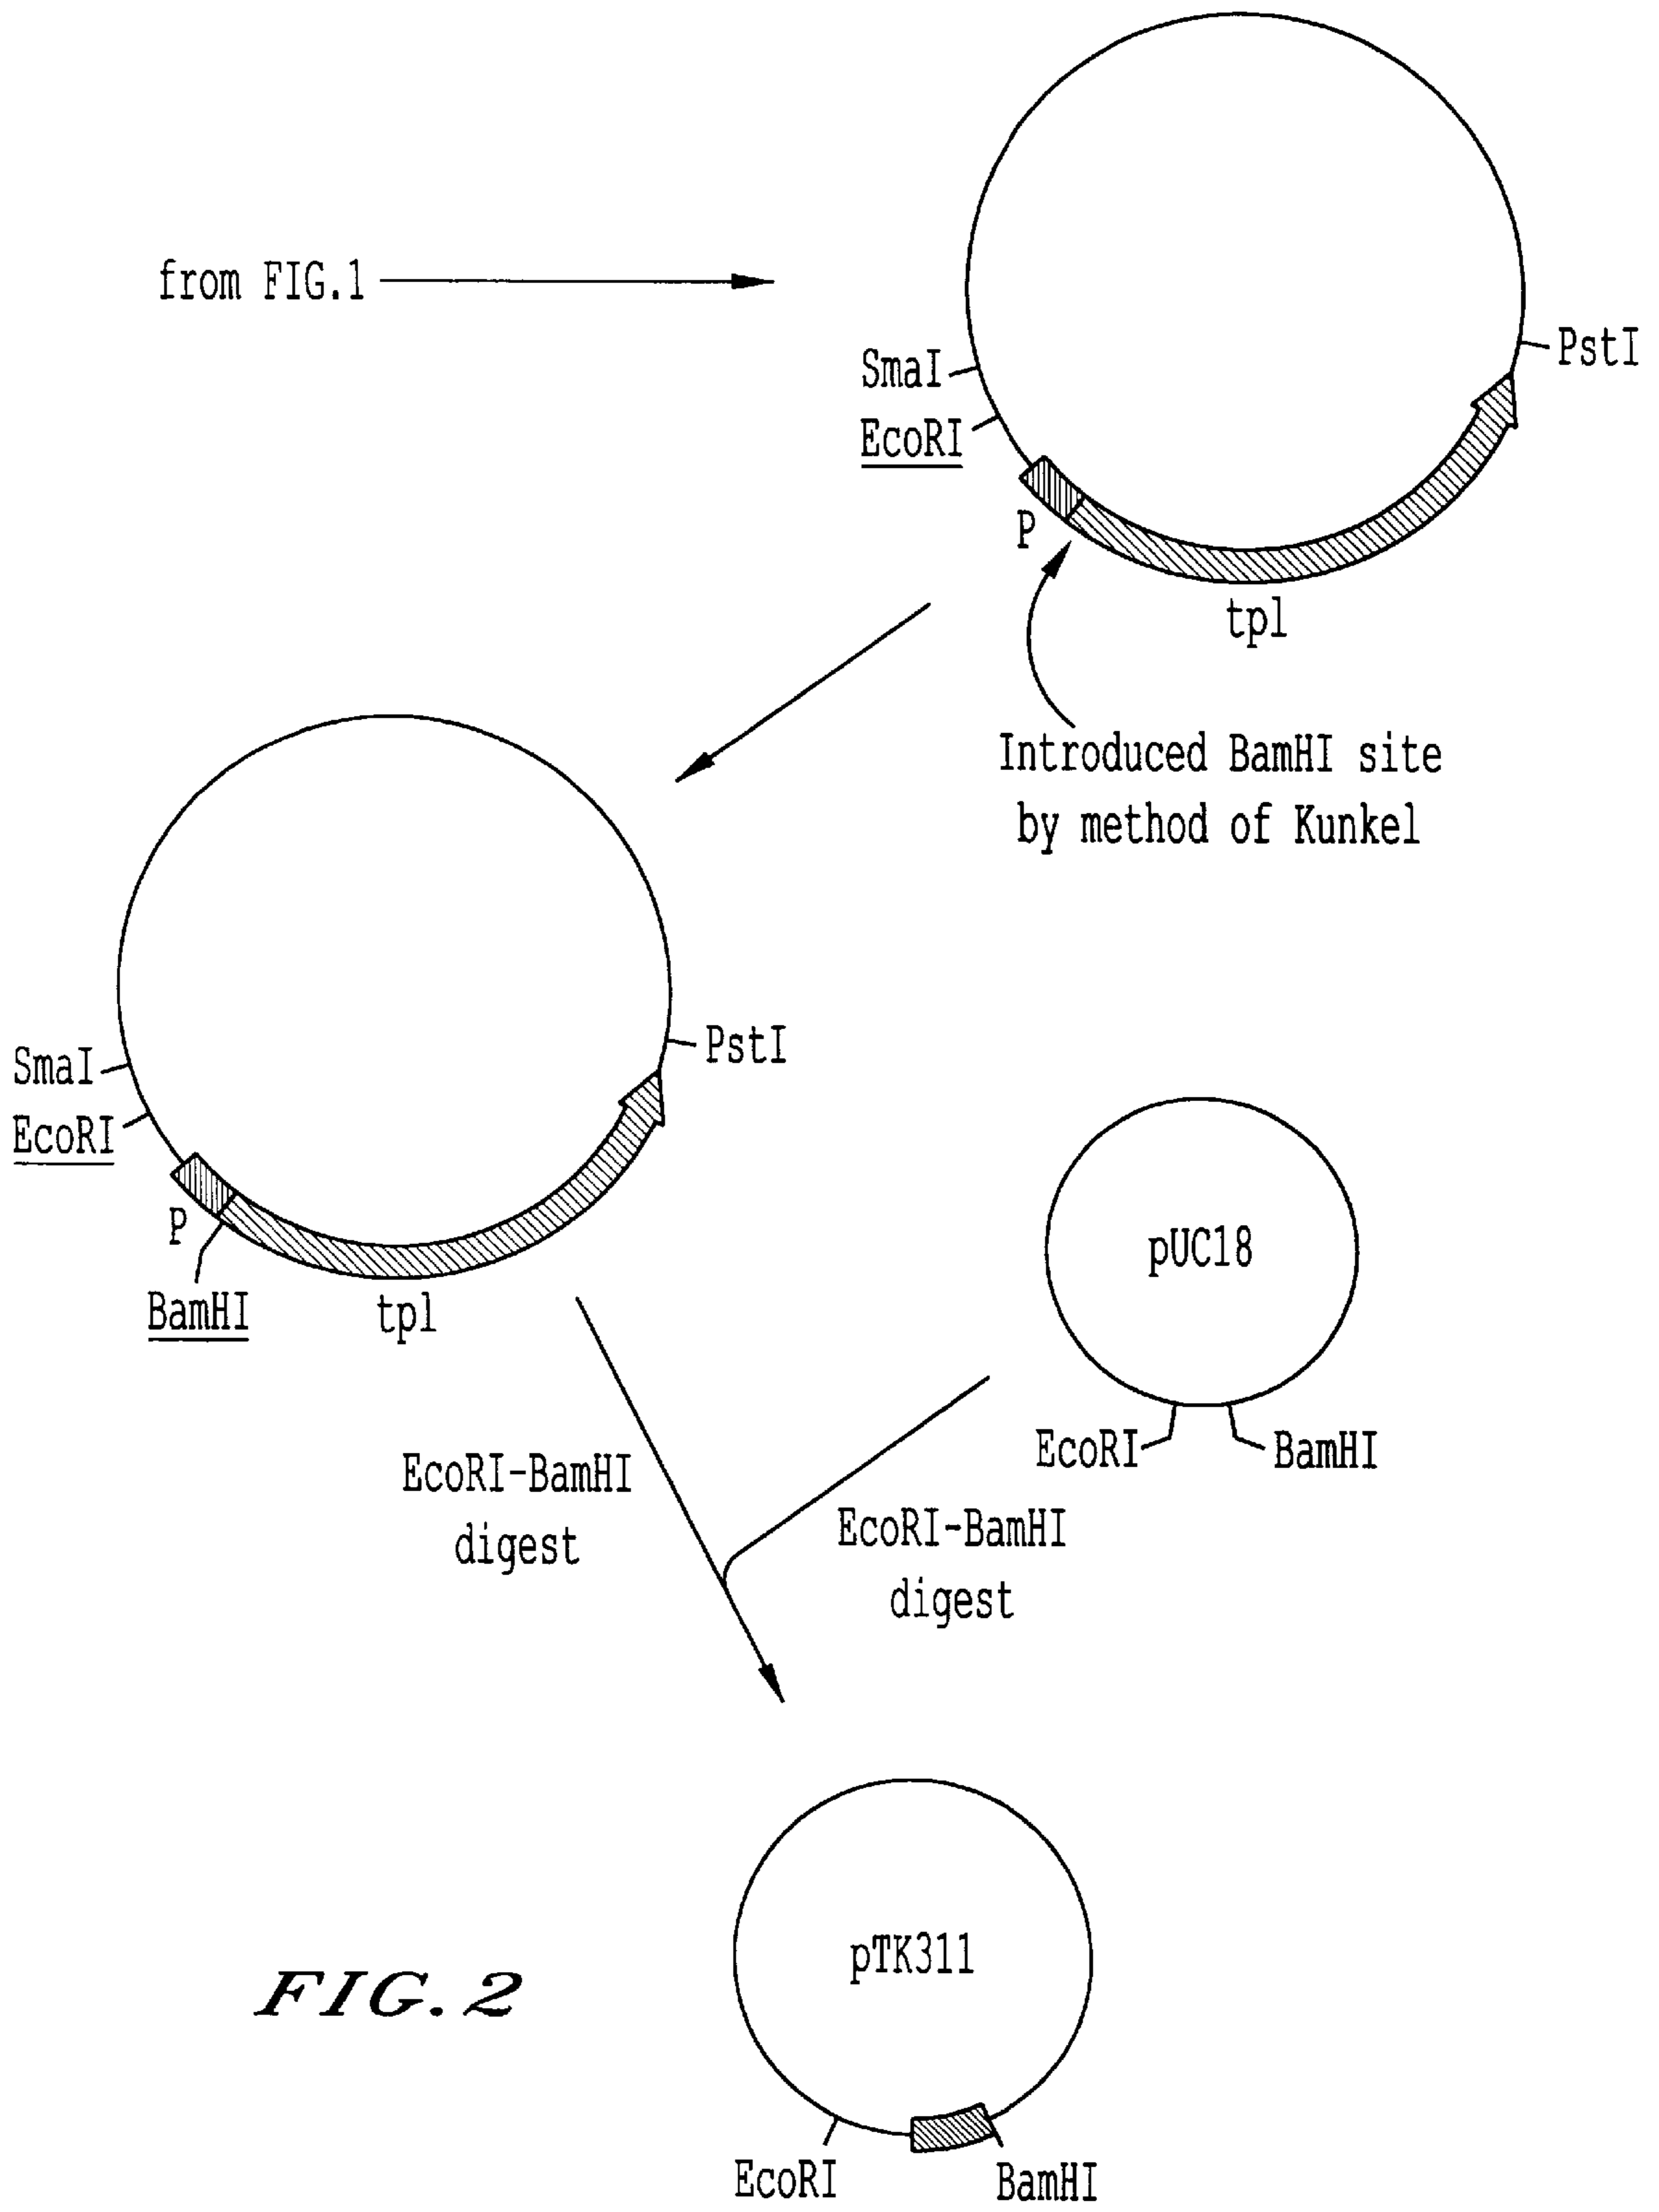 from FIG.1
SmaI
EcoRI
PstI
P
tpl
Introduced BamHI site
by method of Kunkel
SmaI
EcoRI
PstI
P
BamHI
tpl
pUC18
EcoRI
BamHI
EcoRI-BamHI
digest
EcoRI-BamHI
digest
pTK311
EcoRI
BamHI
FIG. 2